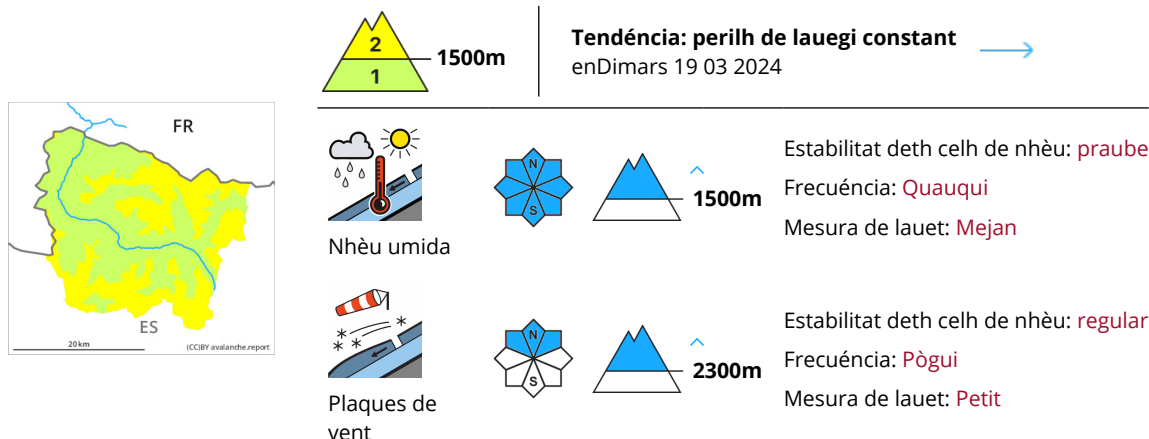 2
1
1500m
Tendéncia: perilh de lauegi constant
enDimars 19 03 2024
FR
ES
20 km
(CC)BY avalanche.report
Nhèu umida
N
S
1500m
Estabilitat deth celh de nhèu: praube
Frecuéncia: Quauqui
Mesura de lauet: Mejan
Plaques de
vent
N
S
2300m
Estabilitat deth celh de nhèu: regular
Frecuéncia: Pògui
Mesura de lauet: Petit